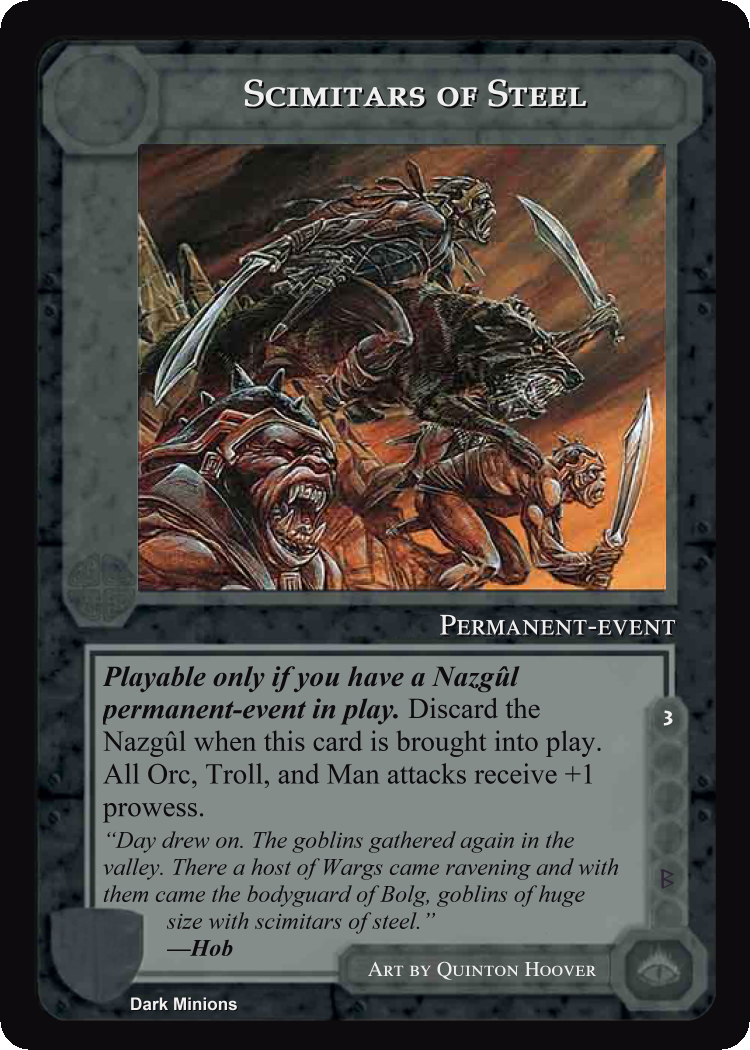 SCIMITARS OF STEEL
PERMANENT-EVENT
Playable only if you have a Nazgûl
permanent-event in play. Discard the
Nazgûl when this card is brought into play.
All Orc, Troll, and Man attacks receive +1
prowess.
3
“Day drew on. The goblins gathered again in the
valley. There a host of Wargs came ravening and with
them came the bodyguard of Bolg, goblins of huge
size with scimitars of steel.”
—Hob
ART BY QUINTON HOOVER
Dark Minions